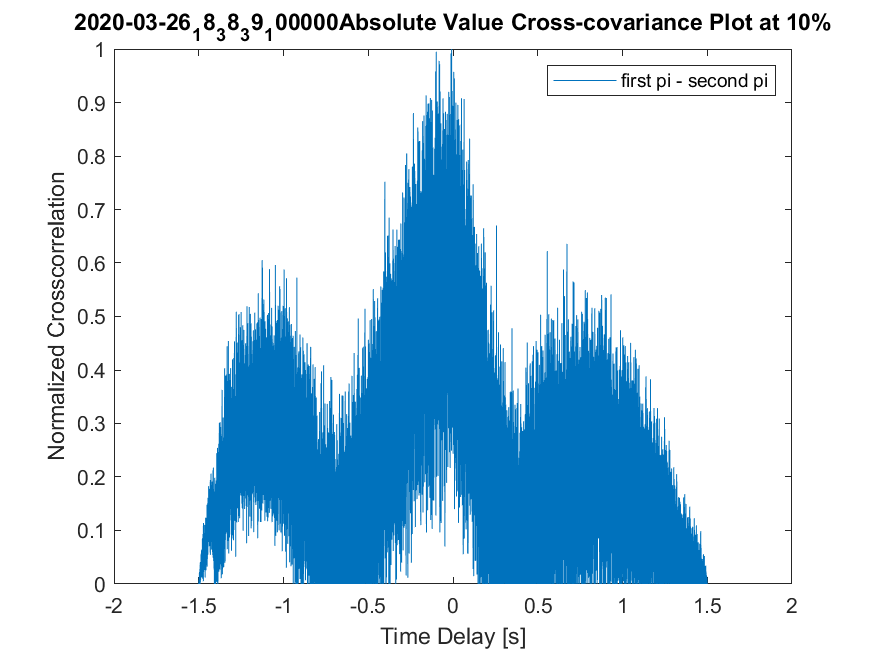 2020-03-26₁8₃8₃9₁00000Absolute Value Cross-covariance Plot at 10%
first pi - second pi
Normalized Crosscorrelation
1
0.9
0.8
0.7
0.6
0.5
0.4
0.3
0.2
0.1
0
-2 -1.5 -1 -0.5 0 0.5 1 1.5 2
Time Delay [s]